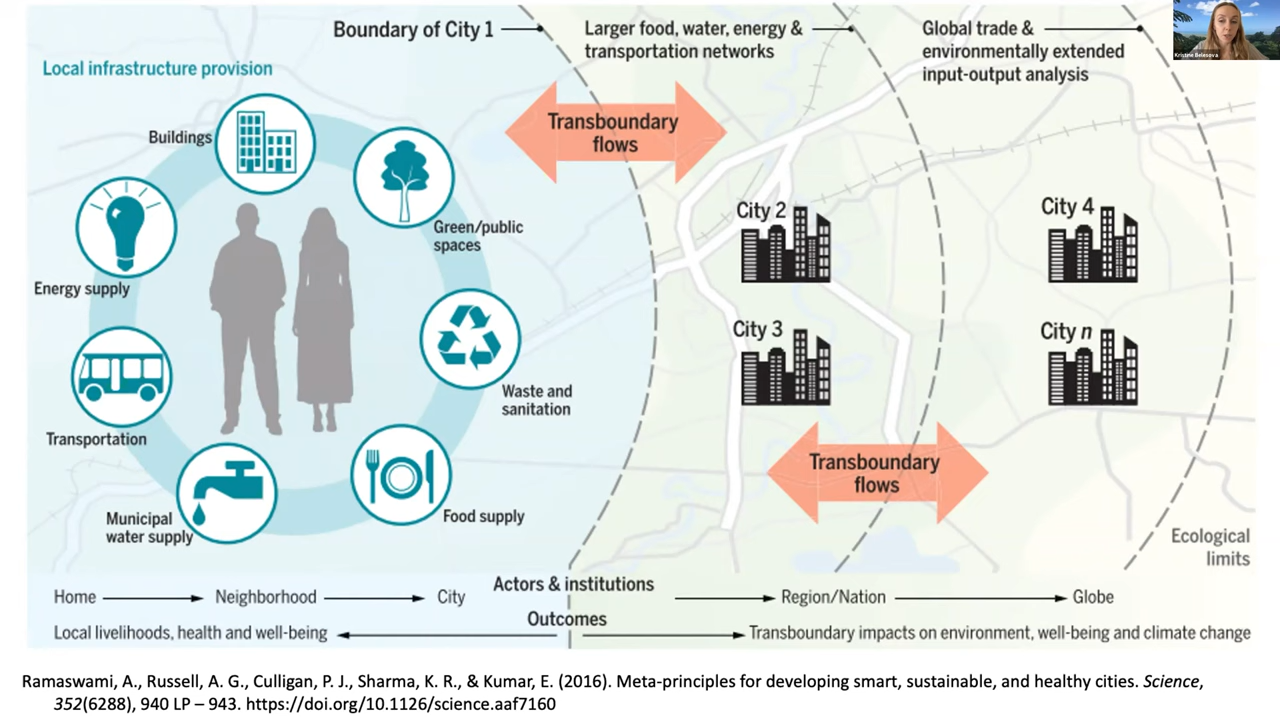 Boundary of City 1
Larger food, water, energy &
transportation networks
Global trade &
environmentally extended
input-output analysis
Kristine Belesova
Local infrastructure provision
Transboundary
flows
Buildings
Green/public
spaces
Energy supply
Waste and
sanitation
Transportation
Food supply
Municipal
water supply
City 2
City 3
City 4
City n
Transboundary
flows
Ecological
limits
Actors & institutions
Home
Neighborhood
City
Region/Nation
Globe
Outcomes
Local livelihoods, health and well-being
Transboundary impacts on environment, well-being and climate change
Ramaswami, A., Russell, A. G., Culligan, P. J., Sharma, K. R., & Kumar, E. (2016). Meta-principles for developing smart, sustainable, and healthy cities. Science,
352(6288), 940 LP – 943. https://doi.org/10.1126/science.aaf7160